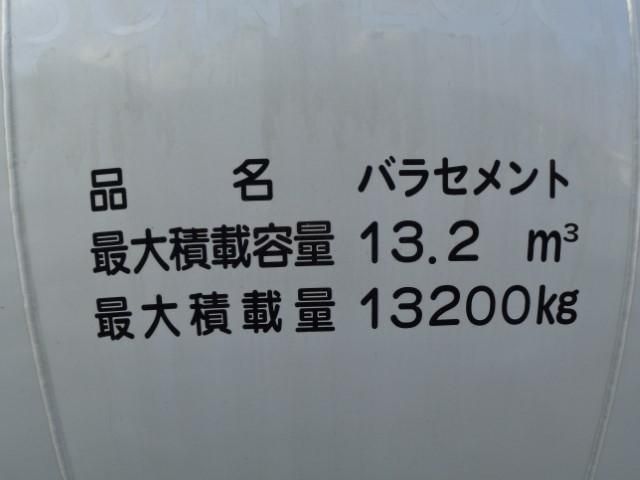 品名 バラセメント
最大積載容量 13.2 m³
最大積載量 13200kg